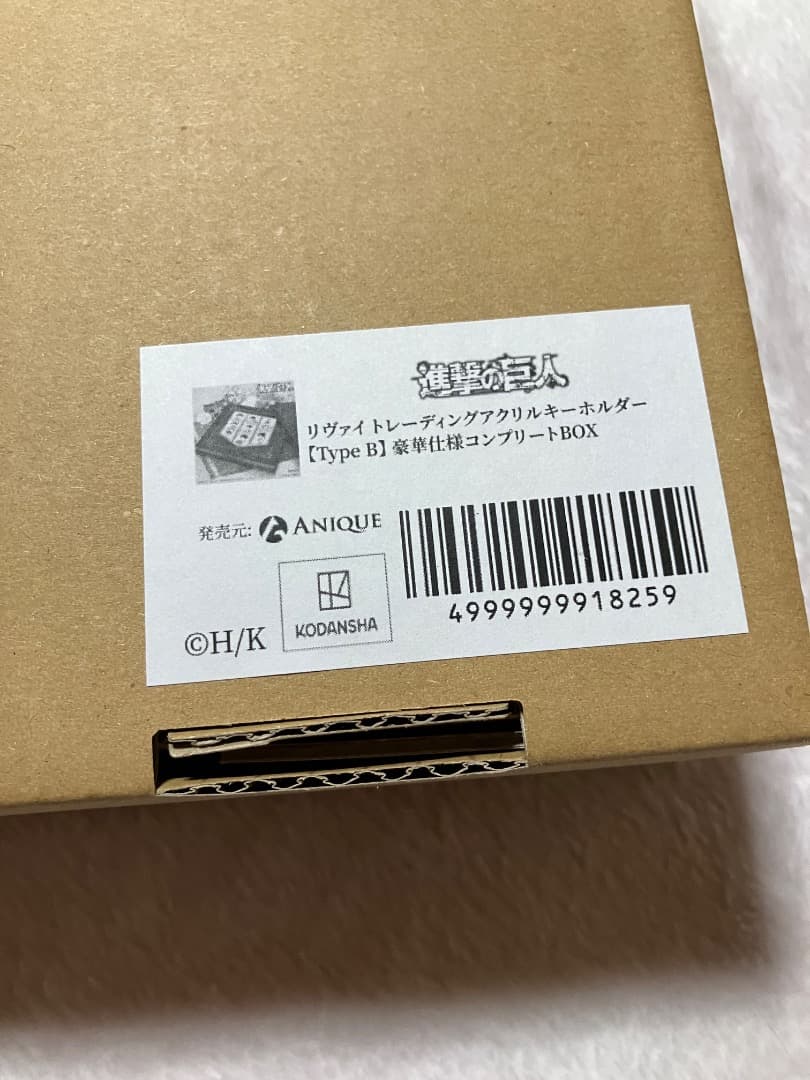 進撃の巨人
リヴァイ トレーディングアクリルキーホルダー
【Type B】豪華仕様コンプリートBOX
発売元: ANIQUE
4999999918259
©H/K
KODANSHA